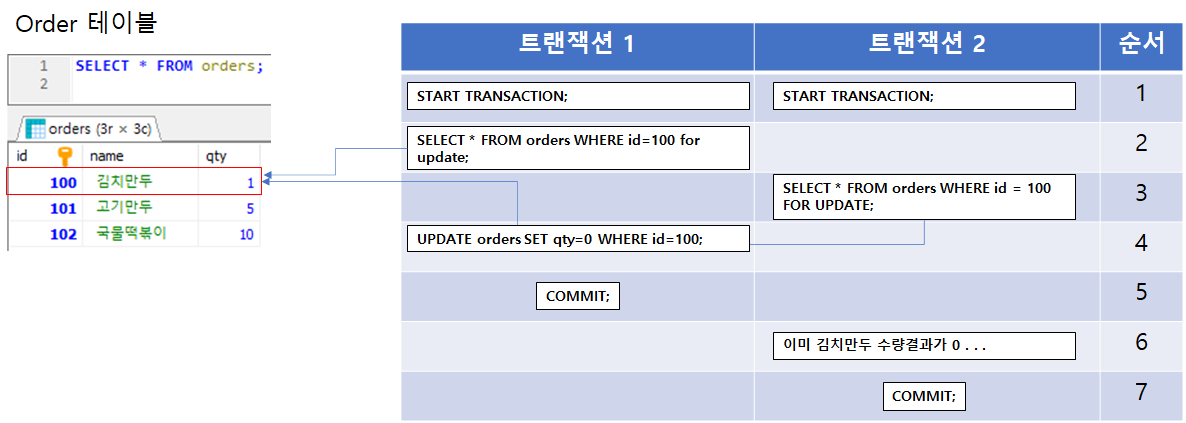 Order 테이블
1 SELECT * FROM orders;
2
orders (3r × 3c)
id name qty
100 김치만두 1
101 고기만두 5
102 국물떡볶이 10
트랜잭션 1 트랜잭션 2 순서
START TRANSACTION; START TRANSACTION; 1
SELECT * FROM orders WHERE id=100 for
update;
2
SELECT * FROM orders WHERE id = 100
FOR UPDATE;
3
UPDATE orders SET qty=0 WHERE id=100; 4
COMMIT; 5
이미 김치만두 수량결과가 0 . . . 6
COMMIT; 7